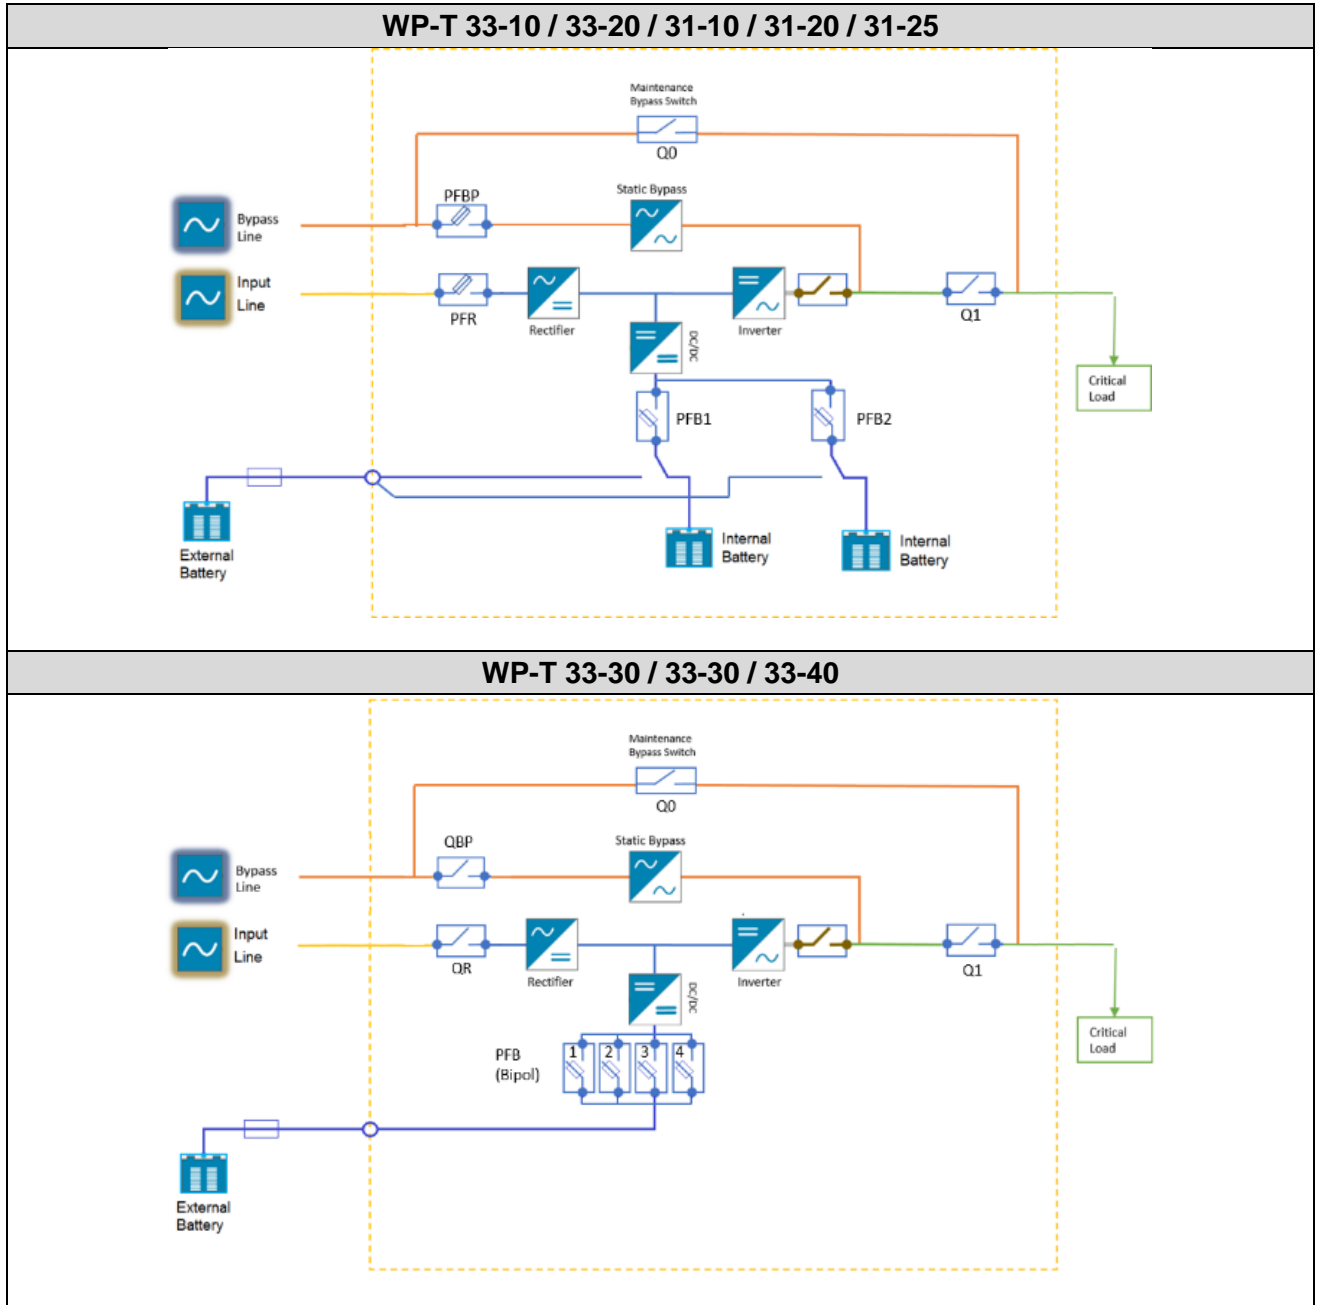 WP-T 33-10 / 33-20 / 31-10 / 31-20 / 31-25
Maintenance
Bypass Switch
Q0
PFBP
Static Bypass
Bypass
Line
Input
Line
PFR
Rectifier
DC/DC
Inverter
Q1
Critical
Load
PFB1
PFB2
External
Battery
Internal
Battery
Internal
Battery
WP-T 33-30 / 33-30 / 33-40
Maintenance
Bypass Switch
Q0
QBP
Static Bypass
Bypass
Line
Input
Line
QR
Rectifier
DC/DC
Inverter
Q1
Critical
Load
PFB
(Bipol)
1 2 3 4
External
Battery